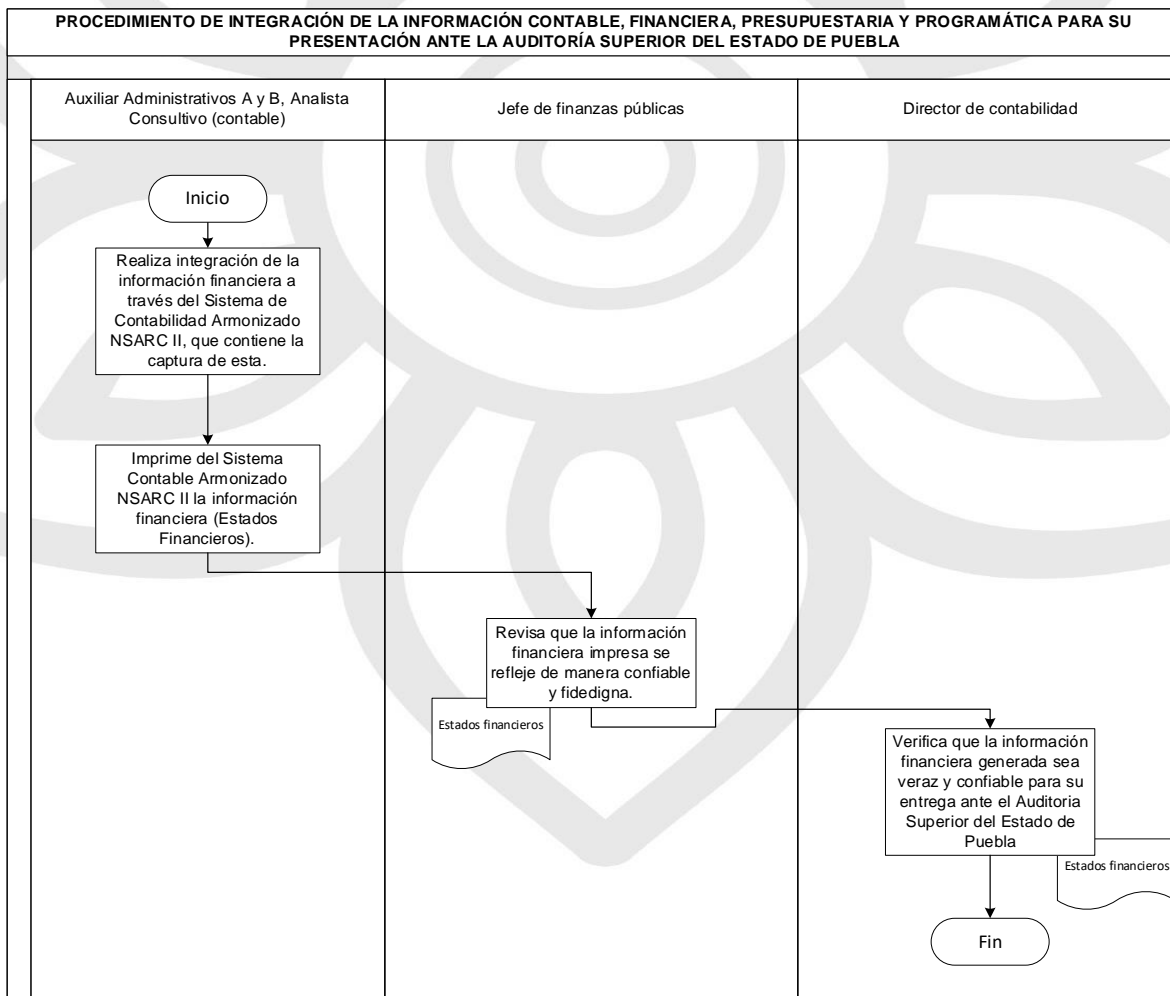 PROCEDIMIENTO DE INTEGRACIÓN DE LA INFORMACIÓN CONTABLE, FINANCIERA, PRESUPUESTARIA Y PROGRAMÁTICA PARA SU
PRESENTACIÓN ANTE LA AUDITORÍA SUPERIOR DEL ESTADO DE PUEBLA
Auxiliar Administrativos A y B, Analista
Consultivo (contable)
Jefe de finanzas públicas
Director de contabilidad
Inicio
Realiza integración de la
información financiera a
través del Sistema de
Contabilidad Armonizado
NSARC II, que contiene la
captura de esta.
Imprime del Sistema
Contable Armonizado
NSARC II la información
financiera (Estados
Financieros).
Revisa que la información
financiera impresa se
refleje de manera confiable
y fidedigna.
Estados financieros
Verifica que la información
financiera generada sea
veraz y confiable para su
entrega ante el Auditoria
Superior del Estado de
Puebla
Estados financieros
Fin